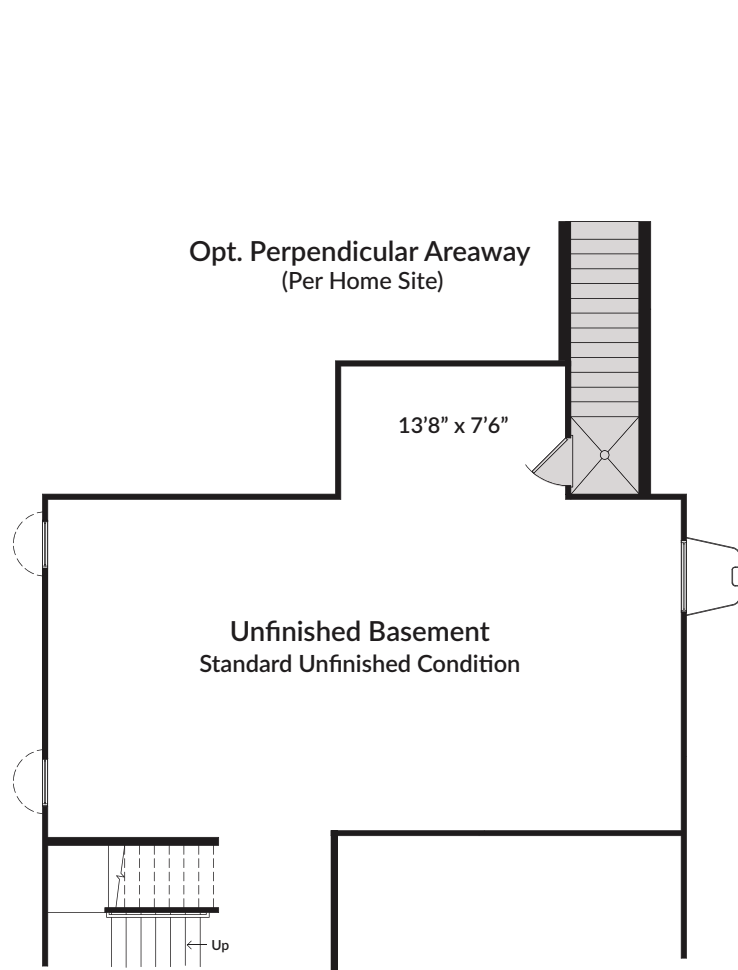 Opt. Perpendicular Areaway
(Per Home Site)
13’8” x 7’6”
Unfinished Basement
Standard Unfinished Condition
Up